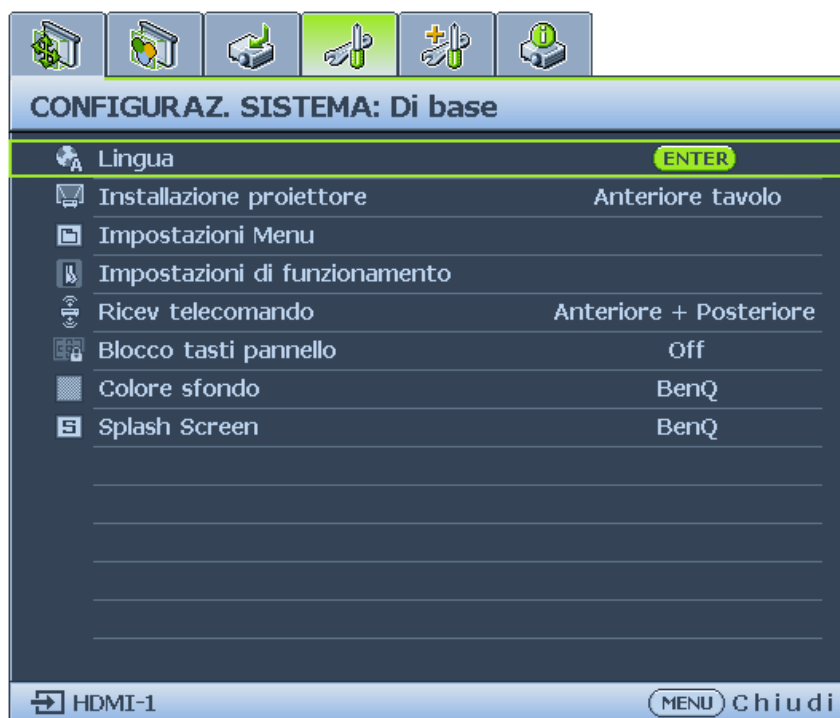 CONFIGURAZ. SISTEMA: Di base
Lingua ENTER
Installazione proiettore Anteriore tavolo
Impostazioni Menu
Impostazioni di funzionamento
Ricev telecomando Anteriore + Posteriore
Blocco tasti pannello Off
Colore sfondo BenQ
Splash Screen BenQ
HDMI-1 MENU Chiudi